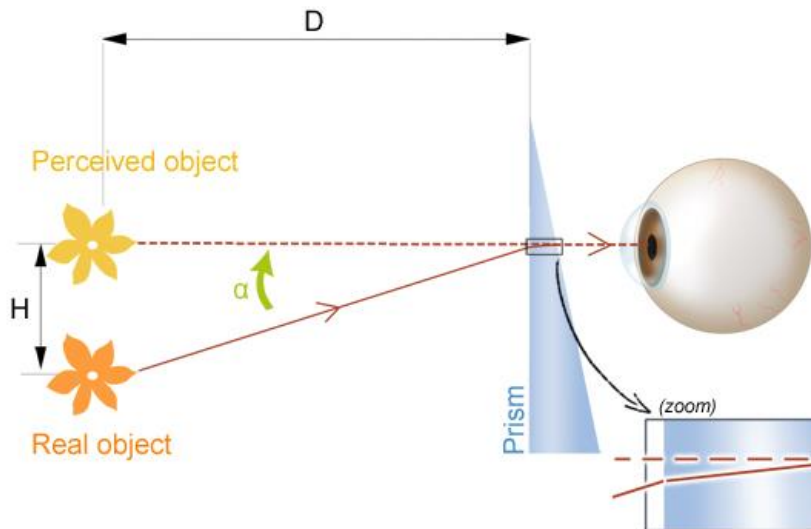 D
Perceived object
α
H
Real object
Prism
(zoom)